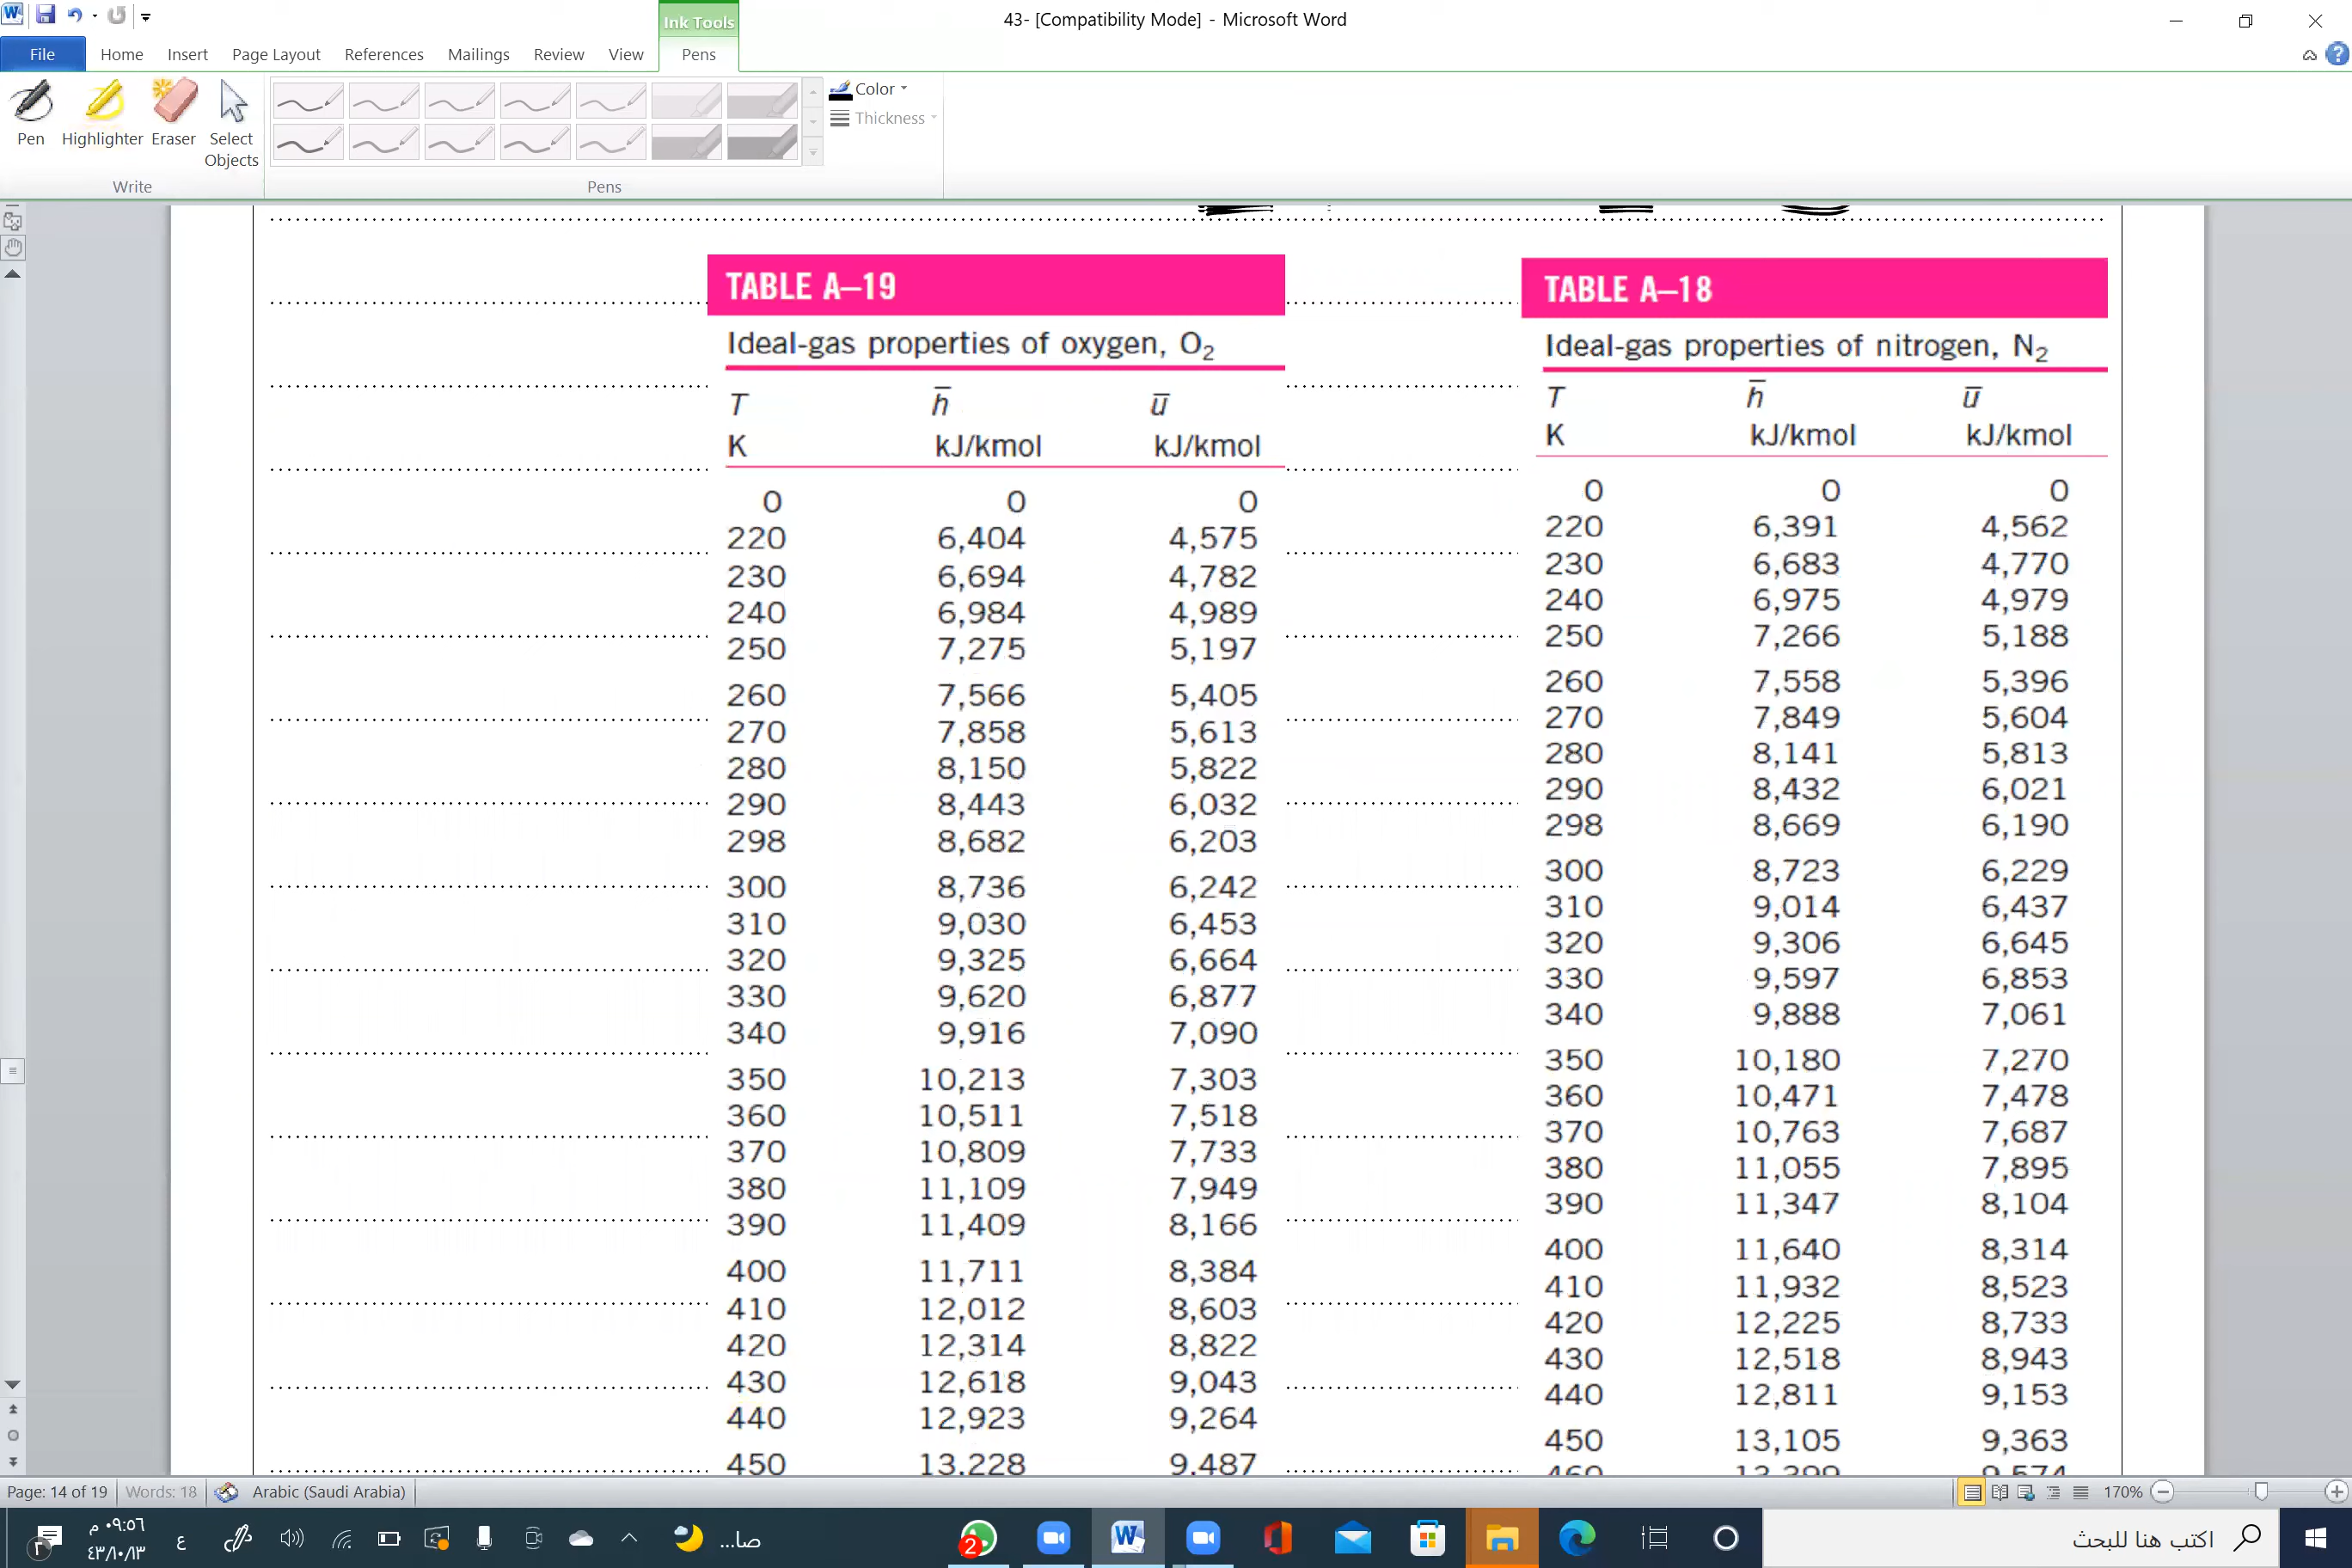 43- [Compatibility Mode] - Microsoft Word
Ink Tools
File Home Insert Page Layout References Mailings Review View Pens
Pen Highlighter Eraser Select Objects
Color
Thickness
Write Pens
TABLE A–19
Ideal-gas properties of oxygen, O₂
T h̅ u̅
K kJ/kmol kJ/kmol
0 0 0
220 6,404 4,575
230 6,694 4,782
240 6,984 4,989
250 7,275 5,197
260 7,566 5,405
270 7,858 5,613
280 8,150 5,822
290 8,443 6,032
298 8,682 6,203
300 8,736 6,242
310 9,030 6,453
320 9,325 6,664
330 9,620 6,877
340 9,916 7,090
350 10,213 7,303
360 10,511 7,518
370 10,809 7,733
380 11,109 7,949
390 11,409 8,166
400 11,711 8,384
410 12,012 8,603
420 12,314 8,822
430 12,618 9,043
440 12,923 9,264
450 13,228 9,487
TABLE A–18
Ideal-gas properties of nitrogen, N₂
T h̅ u̅
K kJ/kmol kJ/kmol
0 0 0
220 6,391 4,562
230 6,683 4,770
240 6,975 4,979
250 7,266 5,188
260 7,558 5,396
270 7,849 5,604
280 8,141 5,813
290 8,432 6,021
298 8,669 6,190
300 8,723 6,229
310 9,014 6,437
320 9,306 6,645
330 9,597 6,853
340 9,888 7,061
350 10,180 7,270
360 10,471 7,478
370 10,763 7,687
380 11,055 7,895
390 11,347 8,104
400 11,640 8,314
410 11,932 8,523
420 12,225 8,733
430 12,518 8,943
440 12,811 9,153
450 13,105 9,363
Page: 14 of 19 Words: 18 Arabic (Saudi Arabia) 170%
٠٩:٥٦ م
٤٣/١٠/١٣
ع
صا...
2
اكتب هنا للبحث